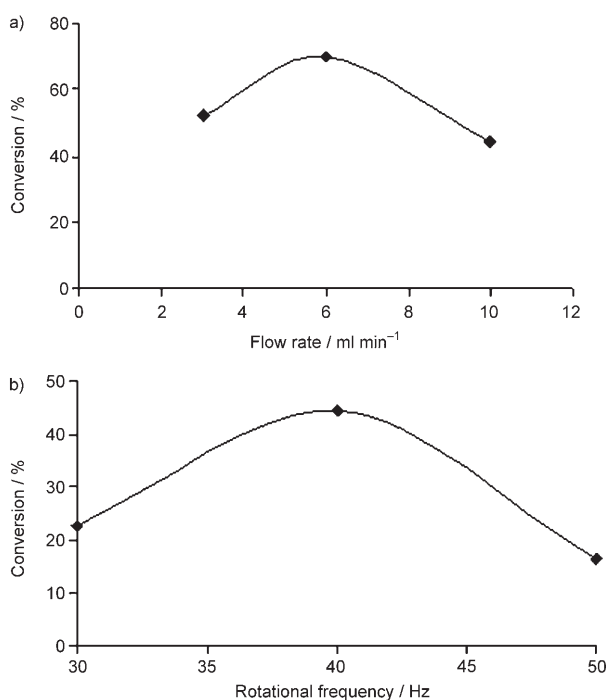 a)
80
60
40
20
0
Conversion / %
0 2 4 6 8 10 12
Flow rate / ml min⁻¹
b)
50
40
30
20
10
0
Conversion / %
30 35 40 45 50
Rotational frequency / Hz